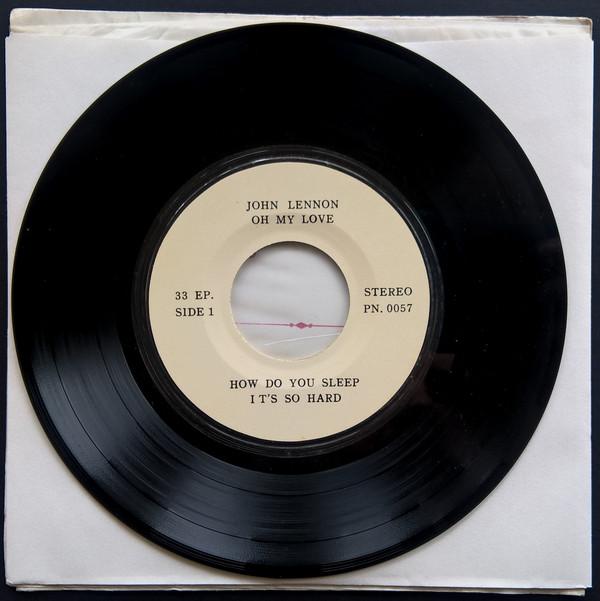 JOHN LENNON
OH MY LOVE
33 EP.
SIDE 1
STEREO
PN. 0057
HOW DO YOU SLEEP
IT'S SO HARD